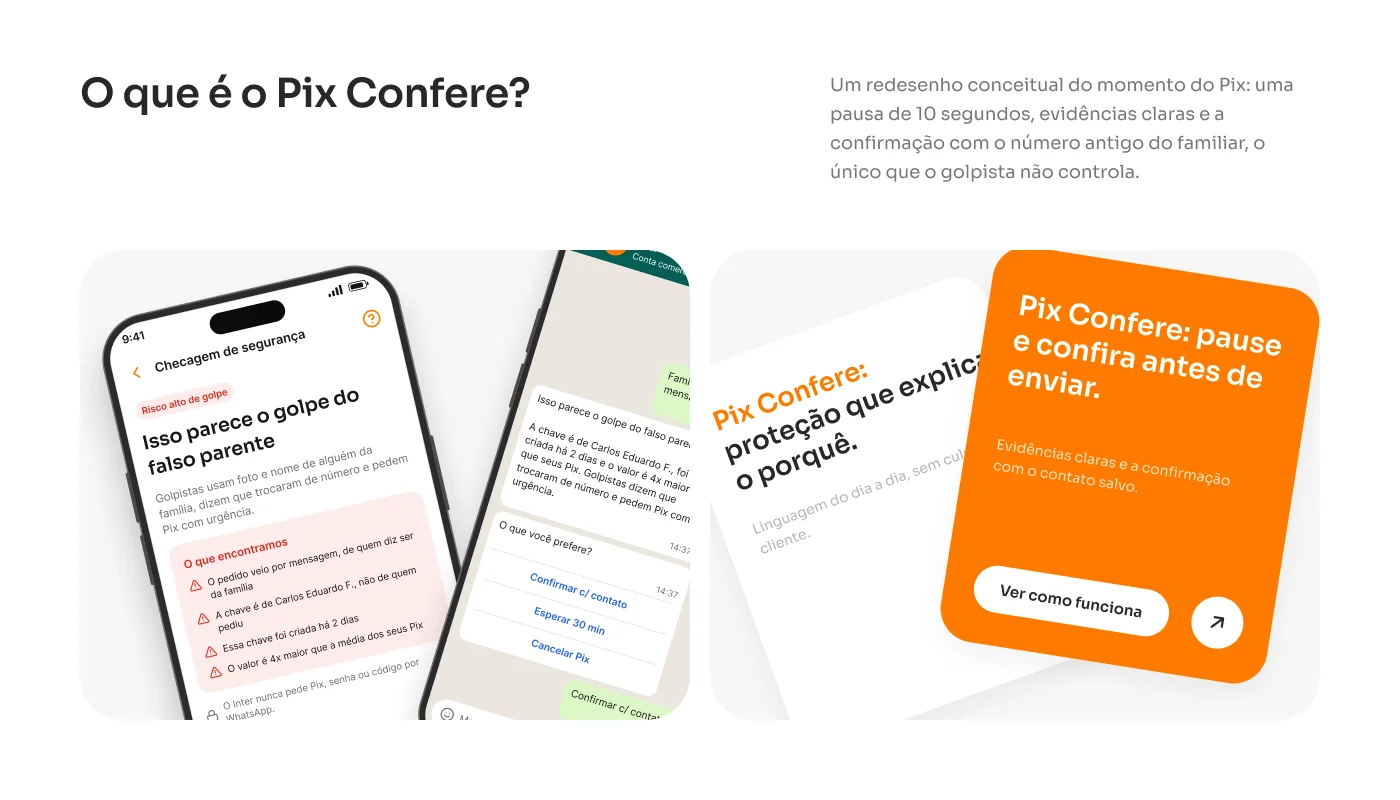 O que é o Pix Confere?
Um redesenho conceitual do momento do Pix: uma
pausa de 10 segundos, evidências claras e a
confirmação com o número antigo do familiar, o
único que o golpista não controla.
9:41
Checagem de segurança
Risco alto de golpe
Isso parece o golpe do
falso parente
Golpistas usam foto e nome de alguém da
família, dizem que trocaram de número e pedem
Pix com urgência.
O que encontramos
O pedido veio por mensagem, de quem diz ser
da família
A chave é de Carlos Eduardo F., não de quem
pediu
Essa chave foi criada há 2 dias
O valor é 4x maior que a média dos seus Pix
O Inter nunca pede Pix, senha ou código por
WhatsApp.
Conta
Isso parece o golpe do falso
A chave é de Carlos Eduardo F., foi
criada há 2 dias e o valor é 4x maior
que seus Pix. Golpistas dizem que
trocaram de número e pedem Pix com
urgência.
14:37
O que você prefere?
14:37
Confirmar c/ contato
Esperar 30 min
Cancelar Pix
Confirmar c/
Pix Confere:
proteção que explica
o porquê.
Linguagem do dia a dia, sem
cliente.
Pix Confere: pause
e confira antes de
enviar.
Evidências claras e a confirmação
com o contato salvo.
Ver como funciona